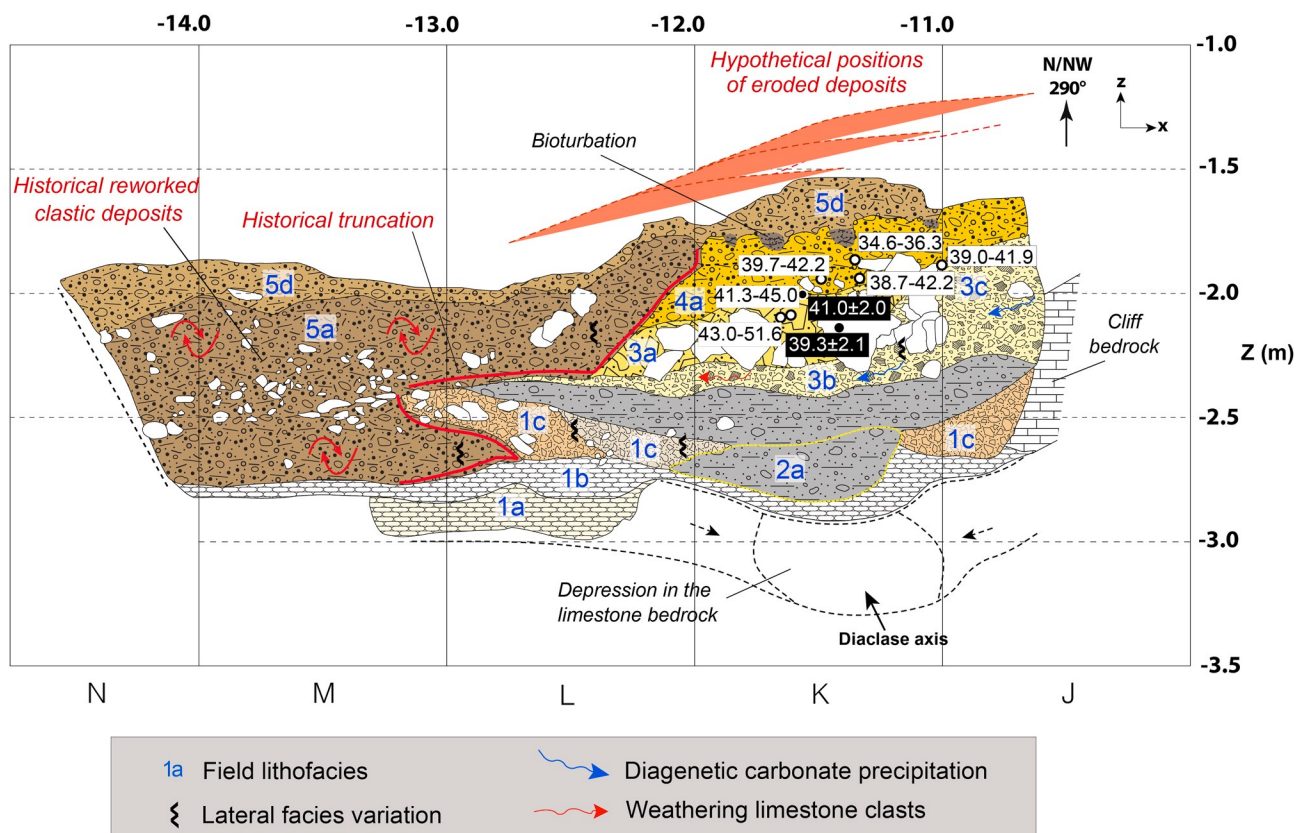 -14.0 -13.0 -12.0 -11.0
-1.0
Hypothetical positions
of eroded deposits
N/NW
290°
z
x
Bioturbation
-1.5
Historical reworked
clastic deposits
Historical truncation
5d
34.6-36.3
39.7-42.2
39.0-41.9
38.7-42.2
5d
4a
41.3-45.0
41.0±2.0
3c
-2.0
5a
43.0-51.6
39.3±2.1
Cliff
bedrock
Z (m)
3a
3b
1c
-2.5
1c
1c
2a
1b
1a
-3.0
Depression in the
limestone bedrock
Diaclase axis
-3.5
N M L K J
1a Field lithofacies
Diagenetic carbonate precipitation
Lateral facies variation
Weathering limestone clasts